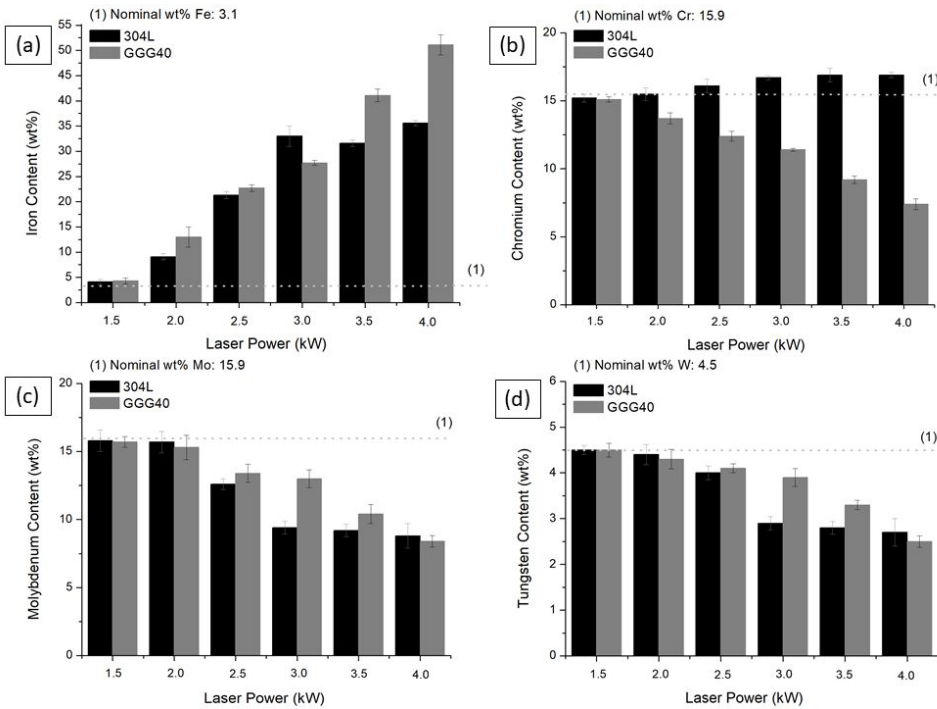 (1) Nominal wt% Fe: 3.1
(a)
304L
GGG40
Iron Content (wt%)
55
50
45
40
35
30
25
20
15
10
5
0
(1)
1.5 2.0 2.5 3.0 3.5 4.0
Laser Power (kW)
(1) Nominal wt% Cr: 15.9
(b)
304L
GGG40
Chromium Content (wt%)
20
15
10
5
0
(1)
1.5 2.0 2.5 3.0 3.5 4.0
Laser Power (kW)
(1) Nominal wt% Mo: 15.9
(c)
304L
GGG40
Molybdenum Content (wt%)
20
15
10
5
0
(1)
1.5 2.0 2.5 3.0 3.5 4.0
Laser Power (kW)
(1) Nominal wt% W: 4.5
(d)
304L
GGG40
Tungsten Content (wt%)
6
5
4
3
2
1
0
(1)
1.5 2.0 2.5 3.0 3.5 4.0
Laser Power (kW)